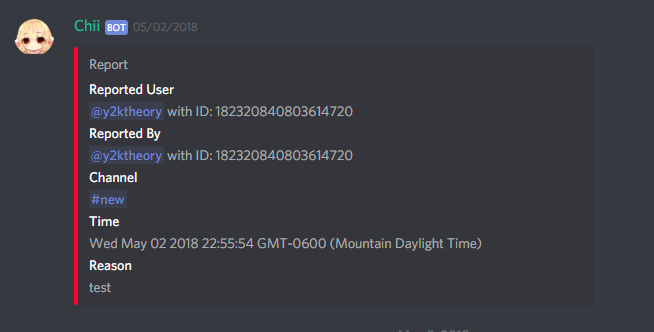 Chii BOT 05/02/2018
Report
Reported User
@y2ktheory with ID: 182320840803614720
Reported By
@y2ktheory with ID: 182320840803614720
Channel
#new
Time
Wed May 02 2018 22:55:54 GMT-0600 (Mountain Daylight Time)
Reason
test